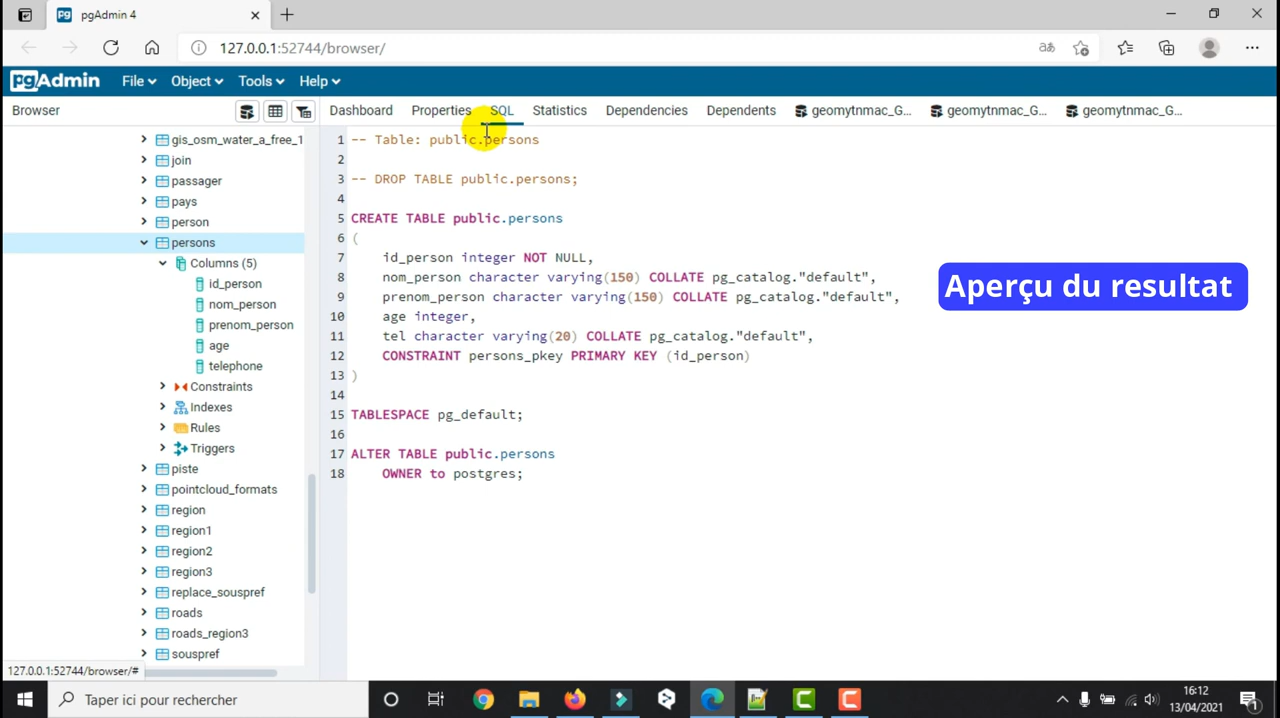 pgAdmin 4
127.0.0.1:52744/browser/
pgAdmin File Object Tools Help
Browser
Dashboard Properties SQL Statistics Dependencies Dependents geomytnmac_G... geomytnmac_G... geomytnmac_G...
gis_osm_water_a_free_1
join
passager
pays
person
persons
Columns (5)
id_person
nom_person
prenom_person
age
telephone
Constraints
Indexes
Rules
Triggers
piste
pointcloud_formats
region
region1
region2
region3
replace_souspref
roads
roads_region3
souspref
127.0.0.1:52744/browser/#
1 -- Table: public.persons
2
3 -- DROP TABLE public.persons;
4
5 CREATE TABLE public.persons
6 (
7 id_person integer NOT NULL,
8 nom_person character varying(150) COLLATE pg_catalog."default",
9 prenom_person character varying(150) COLLATE pg_catalog."default",
10 age integer,
11 tel character varying(20) COLLATE pg_catalog."default",
12 CONSTRAINT persons_pkey PRIMARY KEY (id_person)
13 )
14
15 TABLESPACE pg_default;
16
17 ALTER TABLE public.persons
18 OWNER to postgres;
Aperçu du resultat
Taper ici pour rechercher
16:12
13/04/2021
1